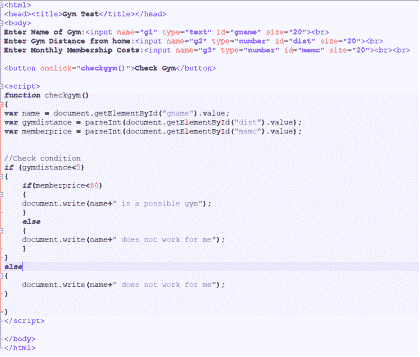 <html>
<head><title>Gym Test</title></head>
<body>
Enter Name of Gym:<input name="g1" type="text" id="gname" size="20"><br>
Enter Gym Distance from home:<input name="g2" type="number" id="dist" size="20"><br>
Enter Monthly Membership Costs:<input name="g3" type="number" id="memc" size="20"><br><br>
<button onclick="checkgym()">Check Gym</button>
<script>
function checkgym()
{
var name = document.getElementById("gname").value;
var gymdistance = parseInt(document.getElementById("dist").value);
var memberprice = parseInt(document.getElementById("memc").value);
//Check condition
if (gymdistance<5)
{
if(memberprice<60)
{
document.write(name+" is a possible gym");
}
else
{
document.write(name+" does not work for me");
}
}
else
{
document.write(name+" does not work for me");
}
}
</script>
</body>
</html>